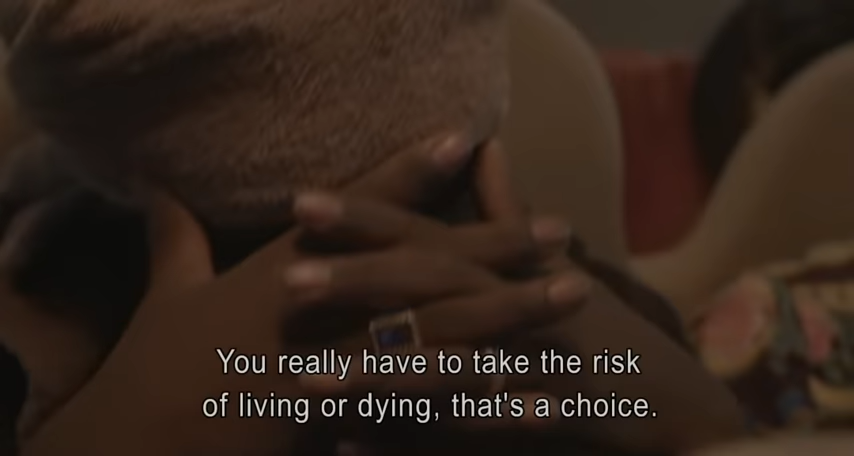 You really have to take the risk
of living or dying, that's a choice.